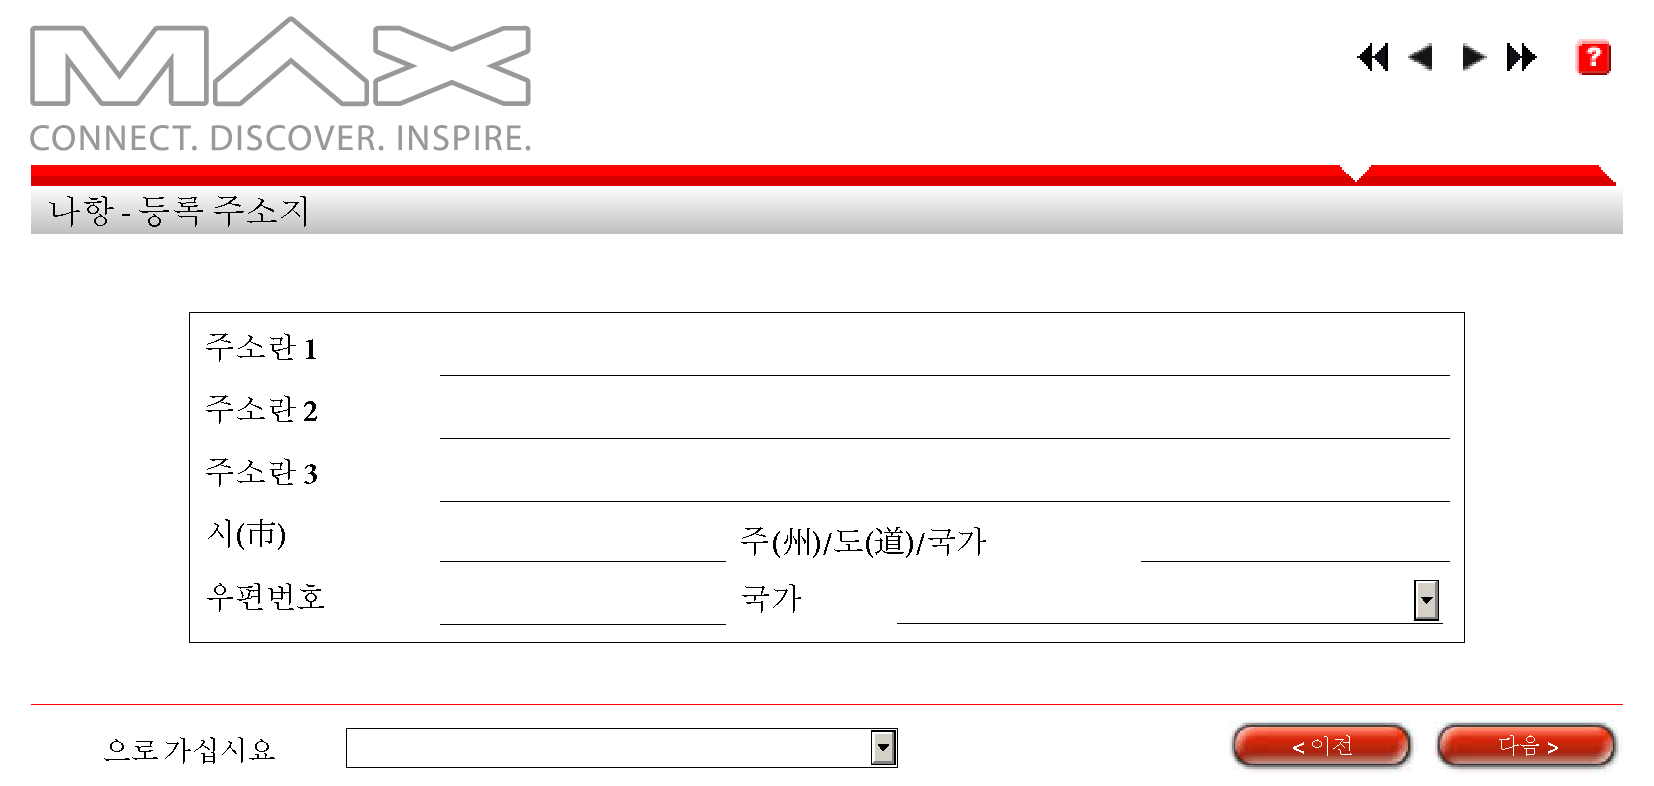 MAX
CONNECT. DISCOVER. INSPIRE.
?
나항 - 등록 주소지
주소란 1
주소란 2
주소란 3
시(市) 주(州)/도(道)/국가
우편번호 국가
으로 가십시요 < 이전 다음 >